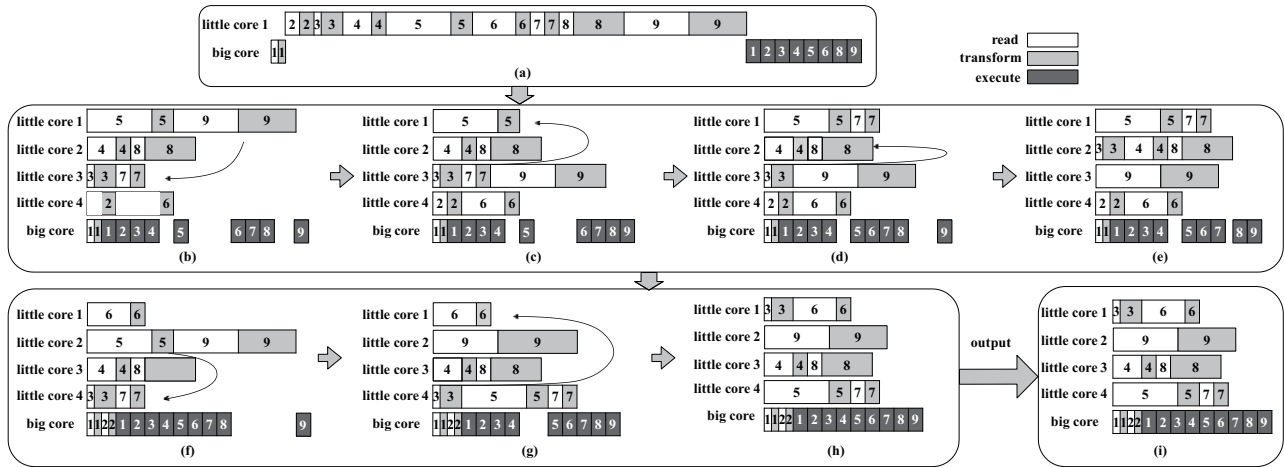 little core 1 2 2 3 3 4 4 5 5 6 6 7 7 8 8 9 9
big core 1 1 1 2 3 4 5 6 7 8 9
(a)
read
transform
execute
little core 1 5 5 9 9
little core 2 4 4 8 8
little core 3 3 3 7 7
little core 4 2 6
big core 1 1 1 2 3 4 5 6 7 8 9
(b)
little core 1 5 5
little core 2 4 4 8 8
little core 3 3 3 7 7 9 9
little core 4 2 2 6 6
big core 1 1 1 2 3 4 5 6 7 8 9
(c)
little core 1 5 5 7 7
little core 2 4 4 8 8
little core 3 3 3 9 9
little core 4 2 2 6 6
big core 1 1 1 2 3 4 5 6 7 8 9
(d)
little core 1 5 5 7 7
little core 2 3 3 4 4 8 8
little core 3 9 9
little core 4 2 2 6 6
big core 1 1 1 2 3 4 5 6 7 8 9
(e)
little core 1 6 6
little core 2 5 5 9 9
little core 3 4 4 8
little core 4 3 3 7 7
big core 1 1 2 2 1 2 3 4 5 6 7 8 9
(f)
little core 1 6 6
little core 2 9 9
little core 3 4 4 8 8
little core 4 3 3 5 5 7 7
big core 1 1 2 2 1 2 3 4 5 6 7 8 9
(g)
little core 1 3 3 6 6
little core 2 9 9
little core 3 4 4 8 8
little core 4 5 5 7 7
big core 1 1 2 2 1 2 3 4 5 6 7 8 9
(h)
output
little core 1 3 3 6 6
little core 2 9 9
little core 3 4 4 8 8
little core 4 5 5 7 7
big core 1 1 2 2 1 2 3 4 5 6 7 8 9
(i)